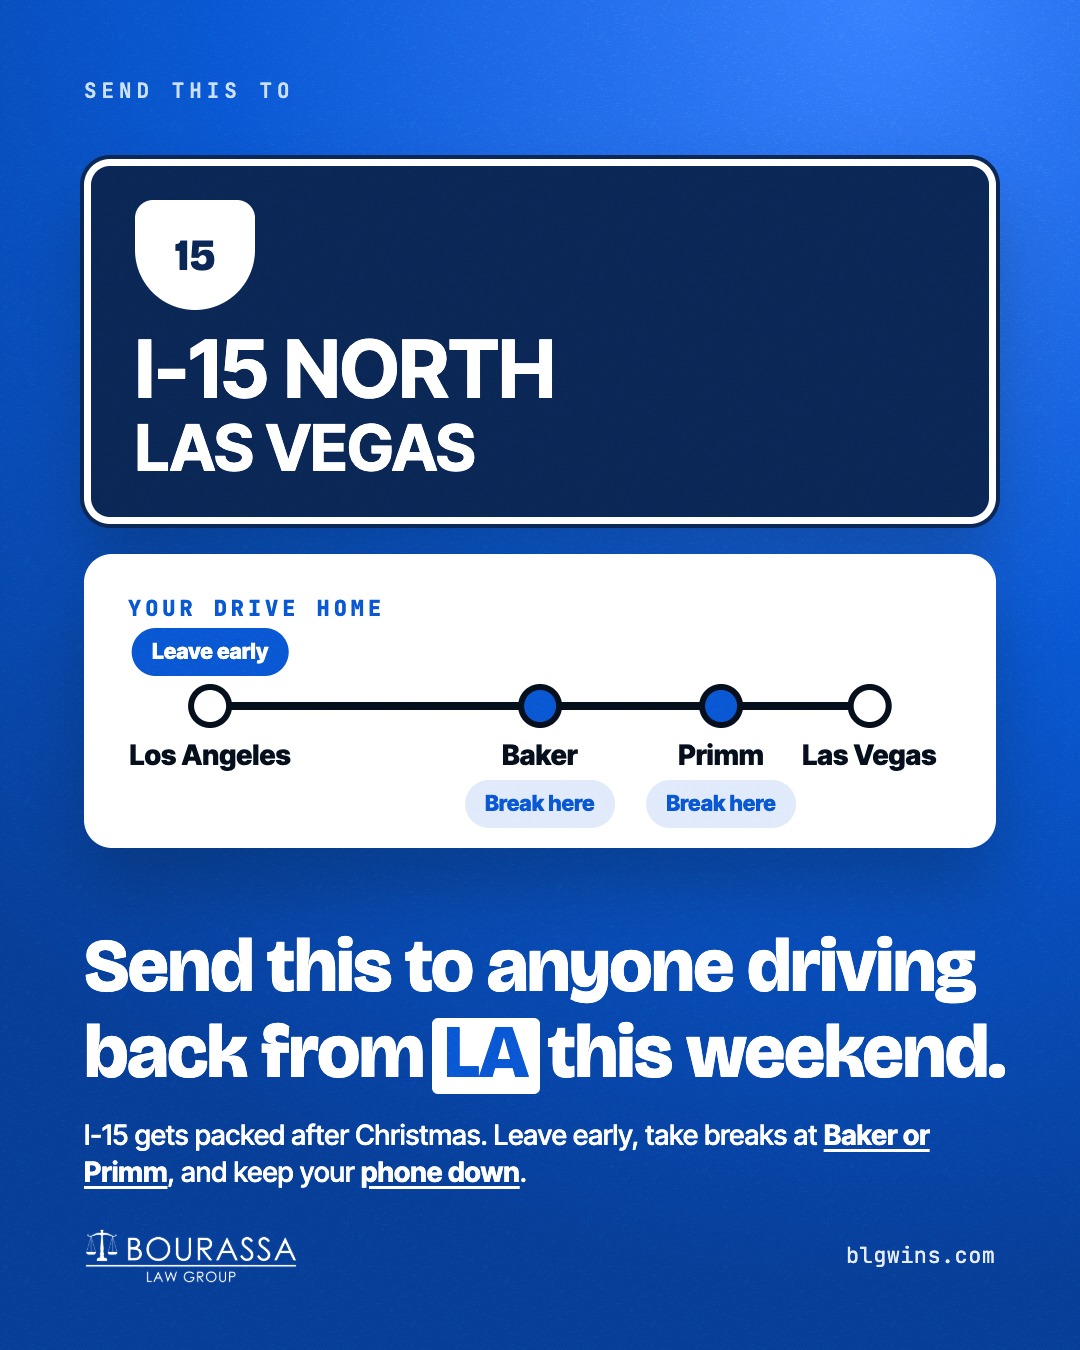 SEND THIS TO
15
I-15 NORTH
LAS VEGAS
YOUR DRIVE HOME
Leave early
Los Angeles
Baker
Primm
Las Vegas
Break here
Break here
Send this to anyone driving
back from LA this weekend.
I-15 gets packed after Christmas. Leave early, take breaks at Baker or
Primm, and keep your phone down.
BOURASSA
LAW GROUP
blgwins.com